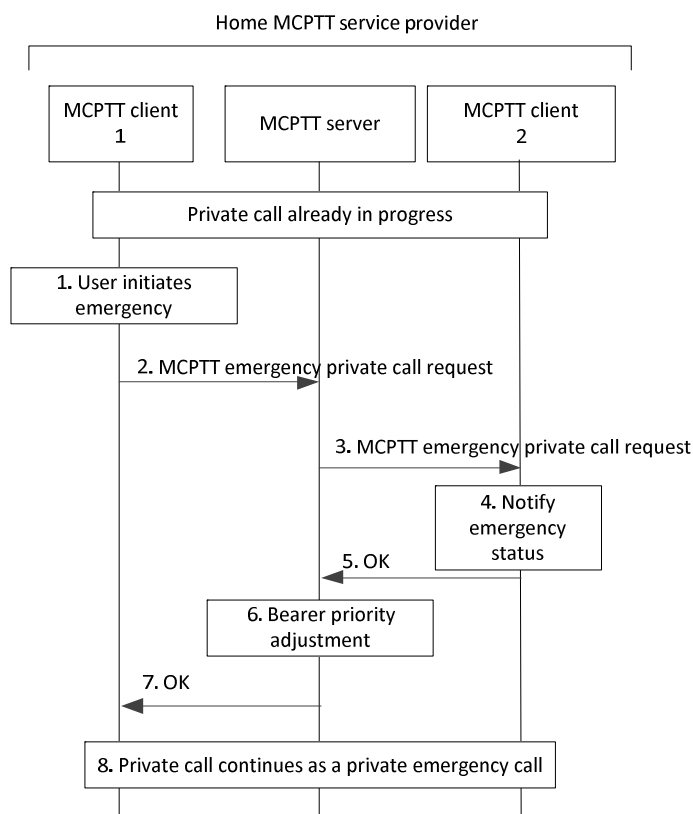 Home MCPTT service provider
MCPTT client
1
MCPTT server
MCPTT client
2
Private call already in progress
1. User initiates
emergency
2. MCPTT emergency private call request
3. MCPTT emergency private call request
4. Notify
emergency
status
5. OK
6. Bearer priority
adjustment
7. OK
8. Private call continues as a private emergency call